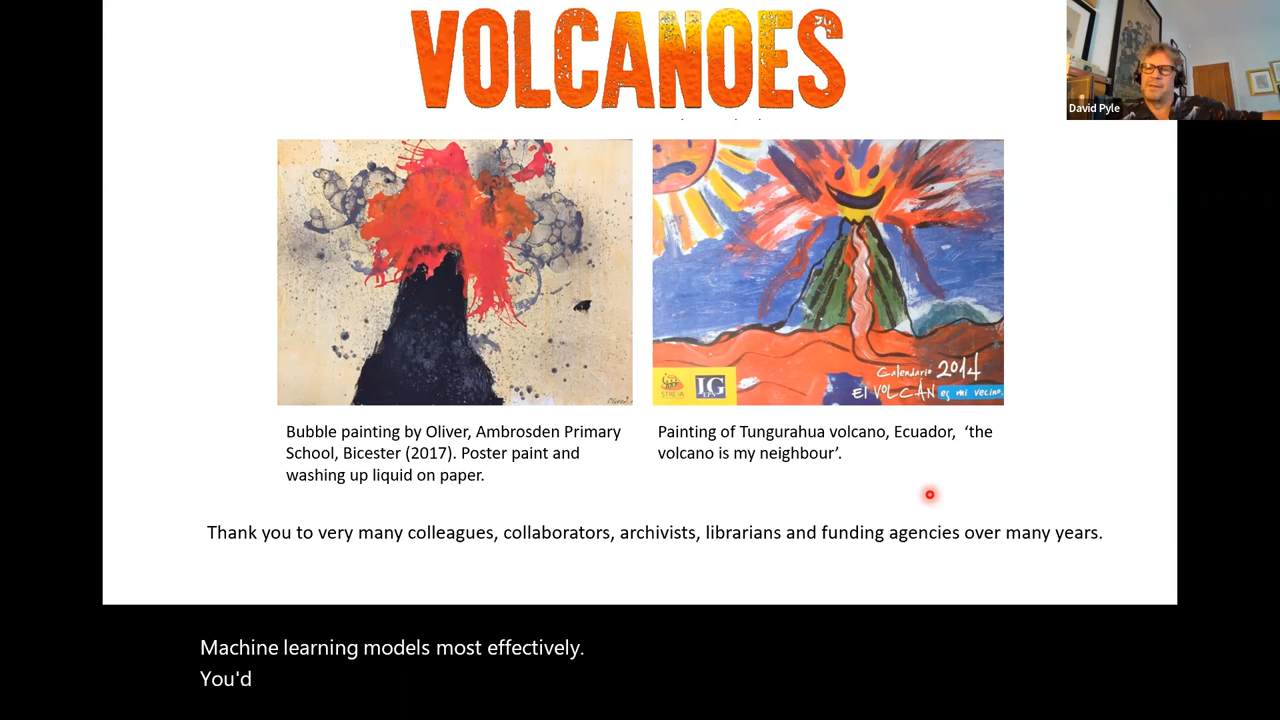 VOLCANOES
David Pyle
Calendario 2014
El VOLCÁN es mi vecino.
STREVA
IG
Oliver
Bubble painting by Oliver, Ambrosden Primary
School, Bicester (2017). Poster paint and
washing up liquid on paper.
Painting of Tungurahua volcano, Ecuador,  ‘the
volcano is my neighbour’.
Thank you to very many colleagues, collaborators, archivists, librarians and funding agencies over many years.
Machine learning models most effectively.
You'd